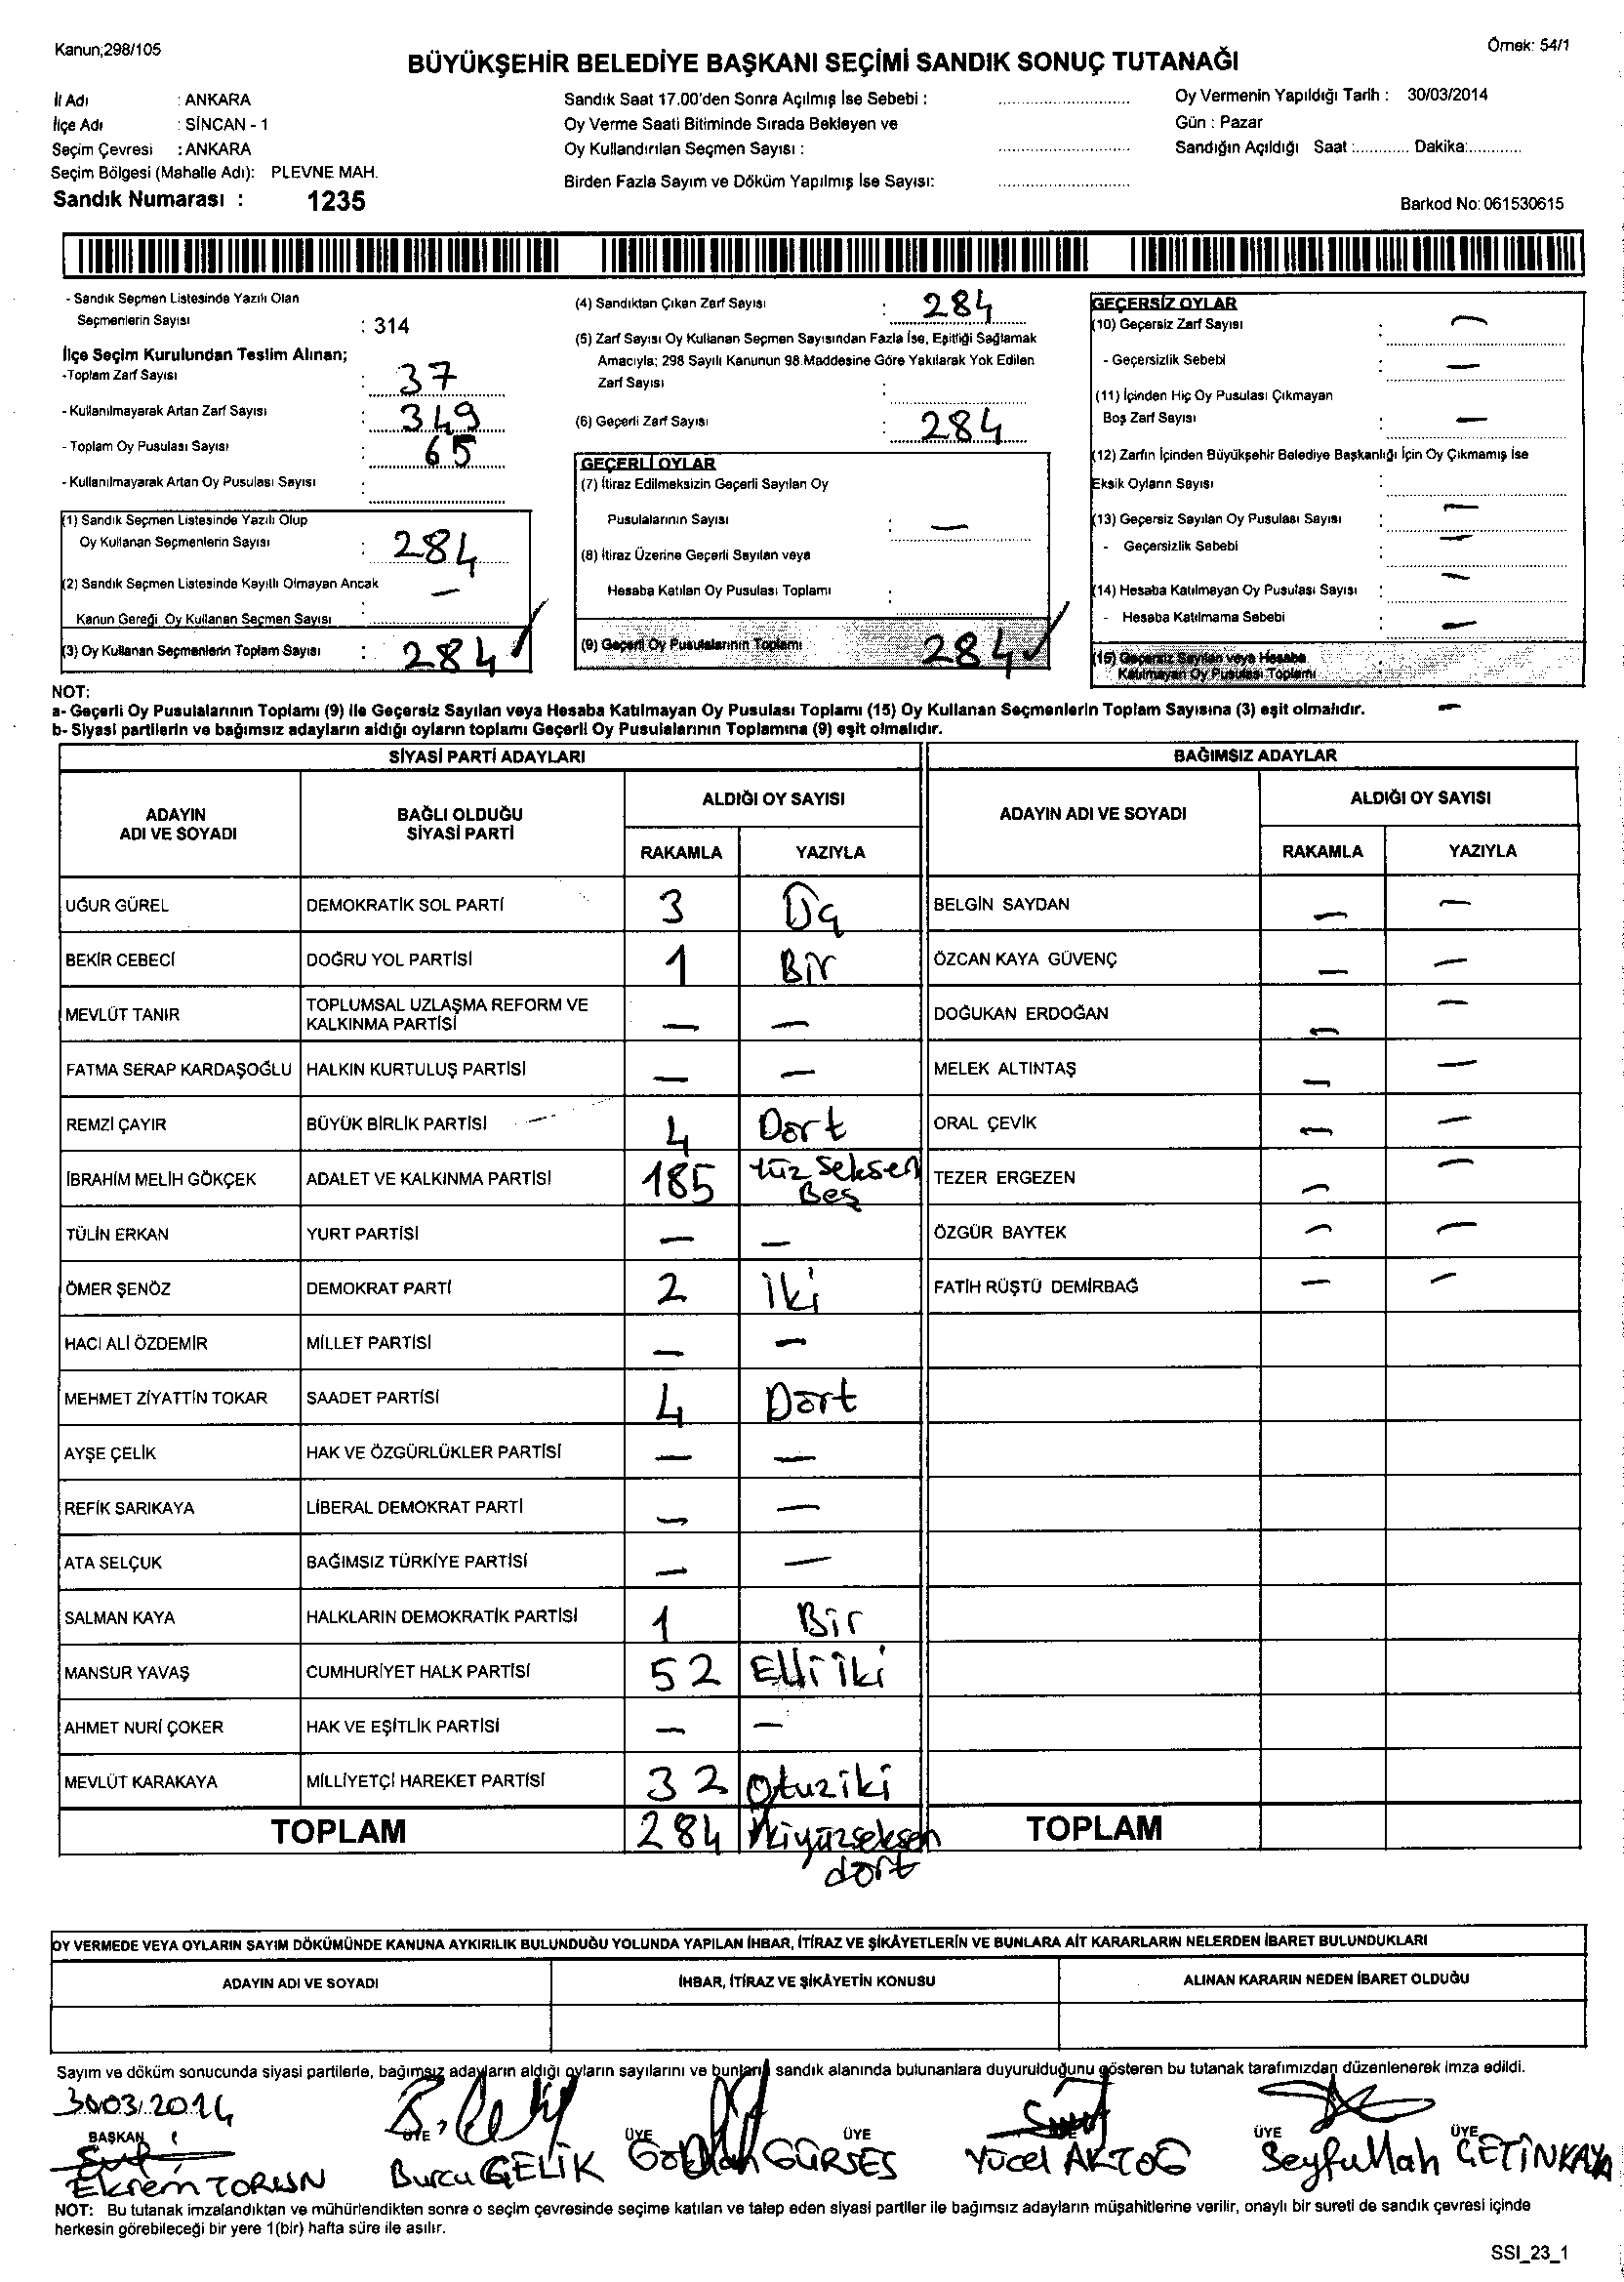 Kanun;298/105
Örnek: 54/1
BÜYÜKŞEHİR BELEDİYE BAŞKANI SEÇİMİ SANDIK SONUÇ TUTANAĞI
İl Adı : ANKARA
İlçe Adı : SİNCAN - 1
Seçim Çevresi : ANKARA
Seçim Bölgesi (Mahalle Adı): PLEVNE MAH.
Sandık Numarası : 1235
Sandık Saat 17.00'den Sonra Açılmış İse Sebebi :
Oy Verme Saati Bitiminde Sırada Bekleyen ve
Oy Kullandırılan Seçmen Sayısı :
Birden Fazla Sayım ve Döküm Yapılmış İse Sayısı:
Oy Vermenin Yapıldığı Tarih : 30/03/2014
Gün : Pazar
Sandığın Açıldığı Saat :............ Dakika:............
Barkod No: 061530615
- Sandık Seçmen Listesinde Yazılı Olan
Seçmenlerin Sayısı : 314
İlçe Seçim Kurulundan Teslim Alınan;
-Toplam Zarf Sayısı : 37
- Kullanılmayarak Artan Zarf Sayısı : 349
- Toplam Oy Pusulası Sayısı : 65
- Kullanılmayarak Artan Oy Pusulası Sayısı :
(1) Sandık Seçmen Listesinde Yazılı Olup
Oy Kullanan Seçmenlerin Sayısı : 284
(2) Sandık Seçmen Listesinde Kayıtlı Olmayan Ancak —
Kanun Gereği Oy Kullanan Seçmen Sayısı :
(3) Oy Kullanan Seçmenlerin Toplam Sayısı : 284 ✓
(4) Sandıktan Çıkan Zarf Sayısı : 284
(5) Zarf Sayısı Oy Kullanan Seçmen Sayısından Fazla İse, Eşitliği Sağlamak
Amacıyla; 298 Sayılı Kanunun 98.Maddesine Göre Yakılarak Yok Edilen
Zarf Sayısı :
(6) Geçerli Zarf Sayısı : 284
GEÇERLİ OYLAR
(7) İtiraz Edilmeksizin Geçerli Sayılan Oy
Pusulalarının Sayısı : —
(8) İtiraz Üzerine Geçerli Sayılan veya
Hesaba Katılan Oy Pusulası Toplamı :
(9) Geçerli Oy Pusulalarının Toplamı 284 ✓
GEÇERSİZ OYLAR
(10) Geçersiz Zarf Sayısı : —
- Geçersizlik Sebebi : —
(11) İçinden Hiç Oy Pusulası Çıkmayan
Boş Zarf Sayısı : —
(12) Zarfın İçinden Büyükşehir Belediye Başkanlığı İçin Oy Çıkmamış İse
Eksik Oyların Sayısı :
(13) Geçersiz Sayılan Oy Pusulası Sayısı : —
- Geçersizlik Sebebi : —
(14) Hesaba Katılmayan Oy Pusulası Sayısı : —
- Hesaba Katılmama Sebebi : —
(15) Geçersiz Sayılan veya Hesaba
Katılmayan Oy Pusulası Toplamı :
NOT:
a- Geçerli Oy Pusulalarının Toplamı (9) ile Geçersiz Sayılan veya Hesaba Katılmayan Oy Pusulası Toplamı (15) Oy Kullanan Seçmenlerin Toplam Sayısına (3) eşit olmalıdır. —
b- Siyasi partilerin ve bağımsız adayların aldığı oyların toplamı Geçerli Oy Pusulalarının Toplamına (9) eşit olmalıdır.
SİYASİ PARTİ ADAYLARI
BAĞIMSIZ ADAYLAR
ADAYIN ADI VE SOYADI
BAĞLI OLDUĞU SİYASİ PARTİ
ALDIĞI OY SAYISI
RAKAMLA YAZIYLA
ADAYIN ADI VE SOYADI
ALDIĞI OY SAYISI
RAKAMLA YAZIYLA
UĞUR GÜREL DEMOKRATİK SOL PARTİ 3 Üç BELGİN SAYDAN — —
BEKİR CEBECİ DOĞRU YOL PARTİSİ 1 Bir ÖZCAN KAYA GÜVENÇ — —
MEVLÜT TANIR TOPLUMSAL UZLAŞMA REFORM VE KALKINMA PARTİSİ — — DOĞUKAN ERDOĞAN — —
FATMA SERAP KARDAŞOĞLU HALKIN KURTULUŞ PARTİSİ — — MELEK ALTINTAŞ — —
REMZİ ÇAYIR BÜYÜK BİRLİK PARTİSİ 4 Dört ORAL ÇEVİK — —
İBRAHİM MELİH GÖKÇEK ADALET VE KALKINMA PARTİSİ 185 Yüz Seksen Beş TEZER ERGEZEN — —
TÜLİN ERKAN YURT PARTİSİ — — ÖZGÜR BAYTEK — —
ÖMER ŞENÖZ DEMOKRAT PARTİ 2 İki FATİH RÜŞTÜ DEMİRBAĞ — —
HACI ALİ ÖZDEMİR MİLLET PARTİSİ — —
MEHMET ZİYATTİN TOKAR SAADET PARTİSİ 4 Dört
AYŞE ÇELİK HAK VE ÖZGÜRLÜKLER PARTİSİ — —
REFİK SARIKAYA LİBERAL DEMOKRAT PARTİ — —
ATA SELÇUK BAĞIMSIZ TÜRKİYE PARTİSİ — —
SALMAN KAYA HALKLARIN DEMOKRATİK PARTİSİ 1 Bir
MANSUR YAVAŞ CUMHURİYET HALK PARTİSİ 52 Elli iki
AHMET NURİ ÇOKER HAK VE EŞİTLİK PARTİSİ — —
MEVLÜT KARAKAYA MİLLİYETÇİ HAREKET PARTİSİ 32 Otuziki
TOPLAM 284 İkiyüzseksen dört TOPLAM
OY VERMEDE VEYA OYLARIN SAYIM DÖKÜMÜNDE KANUNA AYKIRILIK BULUNDUĞU YOLUNDA YAPILAN İHBAR, İTİRAZ VE ŞİKÂYETLERİN VE BUNLARA AİT KARARLARIN NELERDEN İBARET BULUNDUKLARI
ADAYIN ADI VE SOYADI İHBAR, İTİRAZ VE ŞİKÂYETİN KONUSU ALINAN KARARIN NEDEN İBARET OLDUĞU
Sayım ve döküm sonucunda siyasi partilerle, bağımsız adayların aldığı oyların sayılarını ve bunların sandık alanında bulunanlara duyurulduğunu gösteren bu tutanak tarafımızdan düzenlenerek imza edildi.
30.03.2014
BAŞKAN ÜYE ÜYE ÜYE ÜYE ÜYE
Ekrem TORUN Burcu ÇELİK Gökhan GÜRSES Yücel AKTOĞ Seyfullah ÇETİNKAYA
NOT: Bu tutanak imzalandıktan ve mühürlendikten sonra o seçim çevresinde seçime katılan ve talep eden siyasi partiler ile bağımsız adayların müşahitlerine verilir, onaylı bir sureti de sandık çevresi içinde
herkesin görebileceği bir yere 1(bir) hafta süre ile asılır.
SSI_23_1